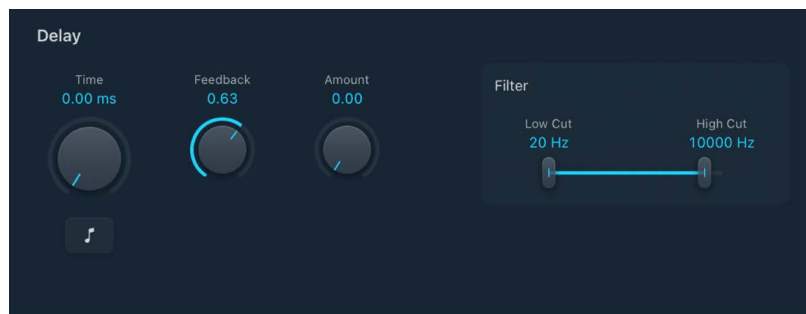 Delay
Time
0.00 ms
Feedback
0.63
Amount
0.00
Filter
Low Cut
20 Hz
High Cut
10000 Hz